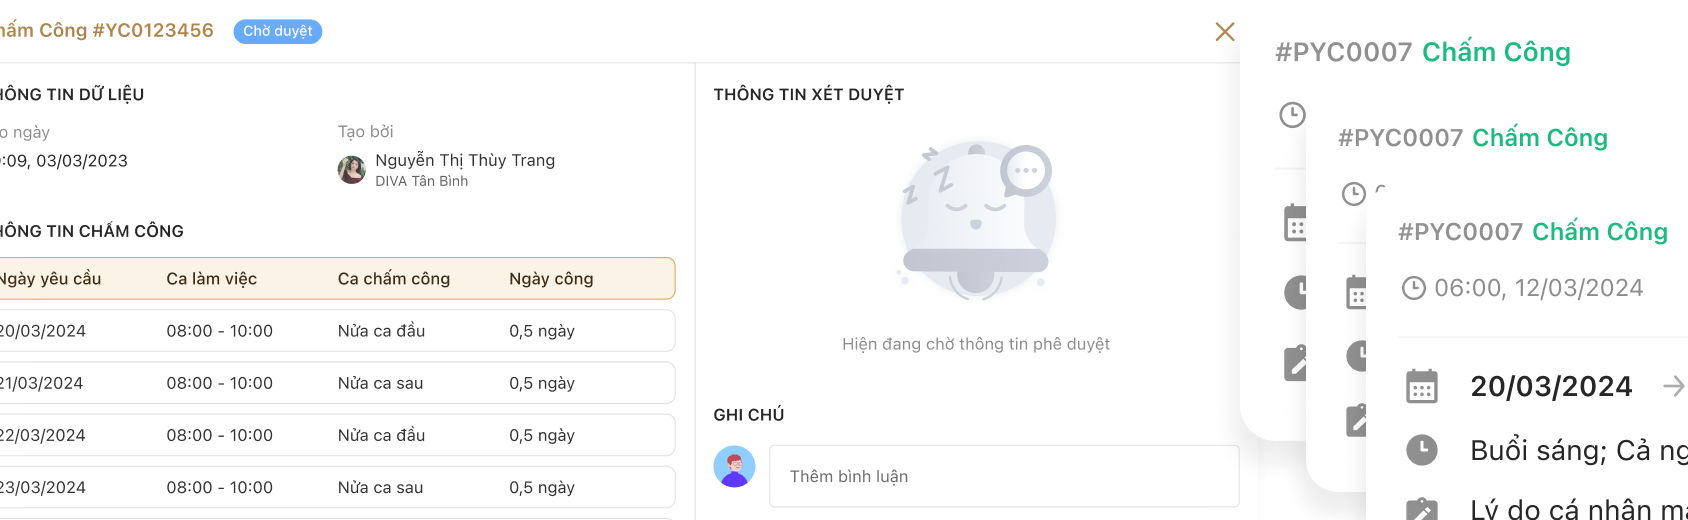 Chấm Công #YC0123456 Chờ duyệt
THÔNG TIN DỮ LIỆU
ngày
:09, 03/03/2023
Tạo bởi
Nguyễn Thị Thùy Trang
DIVA Tân Bình
THÔNG TIN CHẤM CÔNG
Ngày yêu cầu Ca làm việc Ca chấm công Ngày công
20/03/2024 08:00 - 10:00 Nửa ca đầu 0,5 ngày
21/03/2024 08:00 - 10:00 Nửa ca sau 0,5 ngày
22/03/2024 08:00 - 10:00 Nửa ca đầu 0,5 ngày
23/03/2024 08:00 - 10:00 Nửa ca sau 0,5 ngày
THÔNG TIN XÉT DUYỆT
Hiện đang chờ thông tin phê duyệt
GHI CHÚ
Thêm bình luận
#PYC0007 Chấm Công
#PYC0007 Chấm Công
#PYC0007 Chấm Công
06:00, 12/03/2024
20/03/2024
Buổi sáng; Cả ng
Lý do cá nhân